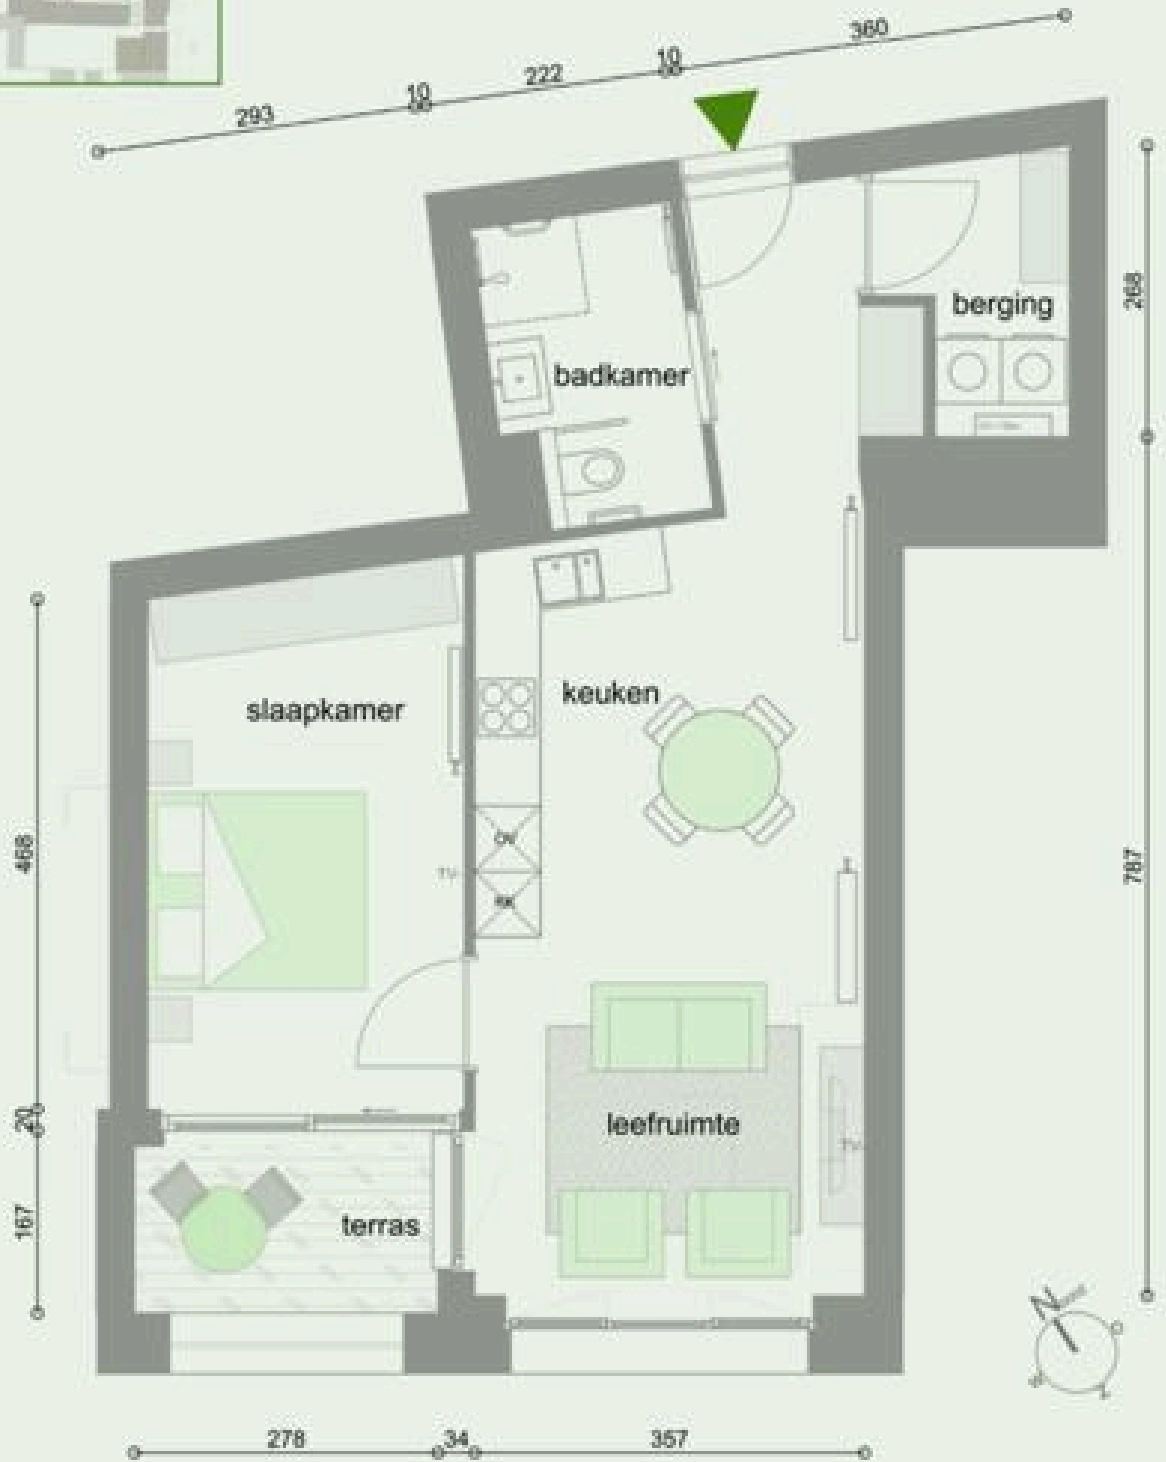 360
10
222
10
293
268
berging
badkamer
keuken
slaapkamer
468
OV
TV
787
RK
20
leefruimte
TV
167
terras
N
278
34
357